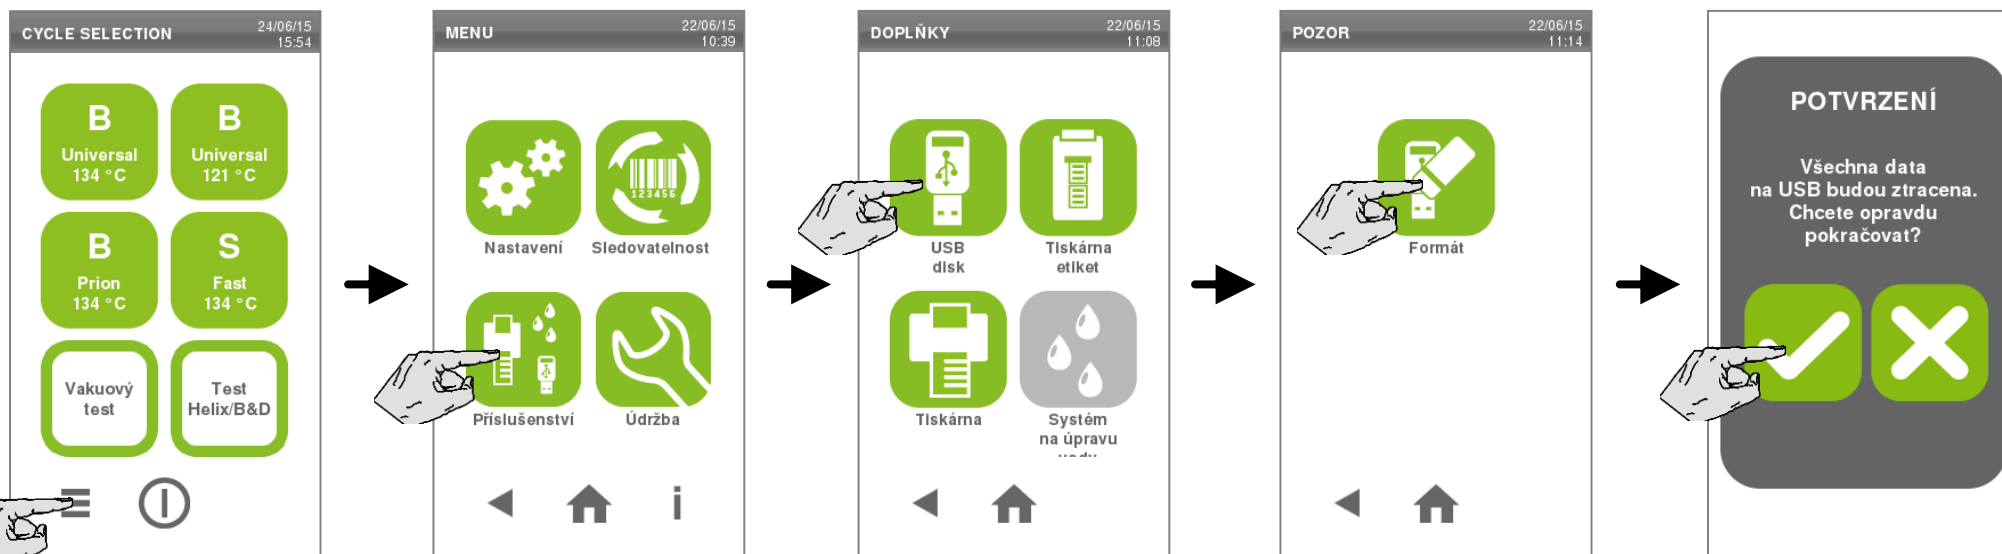 CYCLE SELECTION
24/06/15
15:54
B
Universal
134 °C
B
Universal
121 °C
B
Prion
134 °C
S
Fast
134 °C
Vakuový
test
Test
Helix/B&D
MENU
22/06/15
10:39
123456
Nastavení
Sledovatelnost
Příslušenství
Údržba
i
DOPLŇKY
22/06/15
11:08
USB
disk
Tiskárna
etiket
Tiskárna
Systém
na úpravu
vody
POZOR
22/06/15
11:14
Formát
POTVRZENÍ
Všechna data
na USB budou ztracena.
Chcete opravdu
pokračovat?